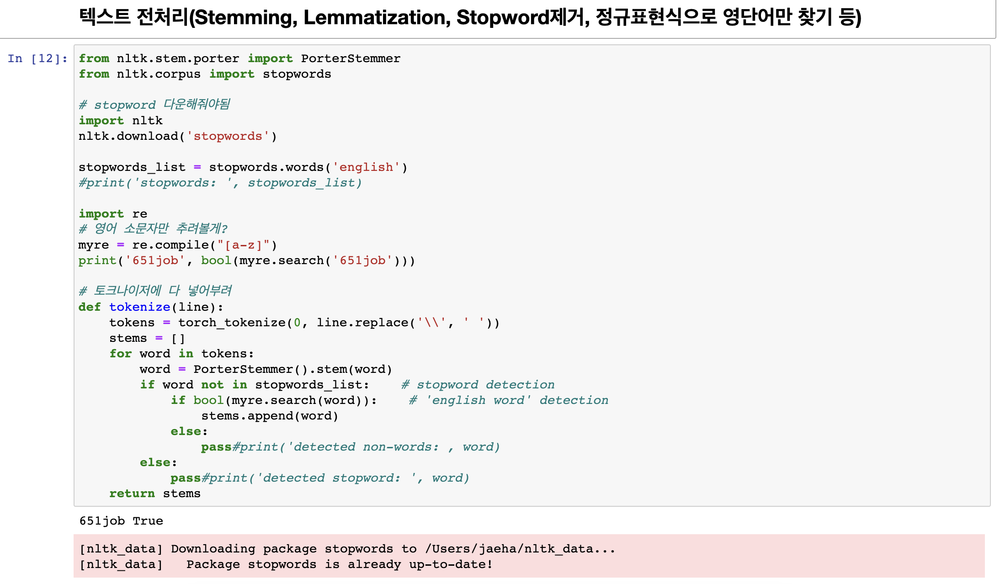 텍스트 전처리(Stemming, Lemmatization, Stopword제거, 정규표현식으로 영단어만 찾기 등)
In [12]: from nltk.stem.porter import PorterStemmer
from nltk.corpus import stopwords
# stopword 다운해줘야됨
import nltk
nltk.download('stopwords')
stopwords_list = stopwords.words('english')
#print('stopwords: ', stopwords_list)
import re
# 영어 소문자만 추려볼게?
myre = re.compile("[a-z]")
print('651job', bool(myre.search('651job')))
# 토크나이저에 다 넣어부려
def tokenize(line):
    tokens = torch_tokenize(0, line.replace('\\', ' '))
    stems = []
    for word in tokens:
        word = PorterStemmer().stem(word)
        if word not in stopwords_list:    # stopword detection
            if bool(myre.search(word)):    # 'english word' detection
                stems.append(word)
            else:
                pass#print('detected non-words: , word)
        else:
            pass#print('detected stopword: ', word)
    return stems
651job True
[nltk_data] Downloading package stopwords to /Users/jaeha/nltk_data...
[nltk_data]   Package stopwords is already up-to-date!